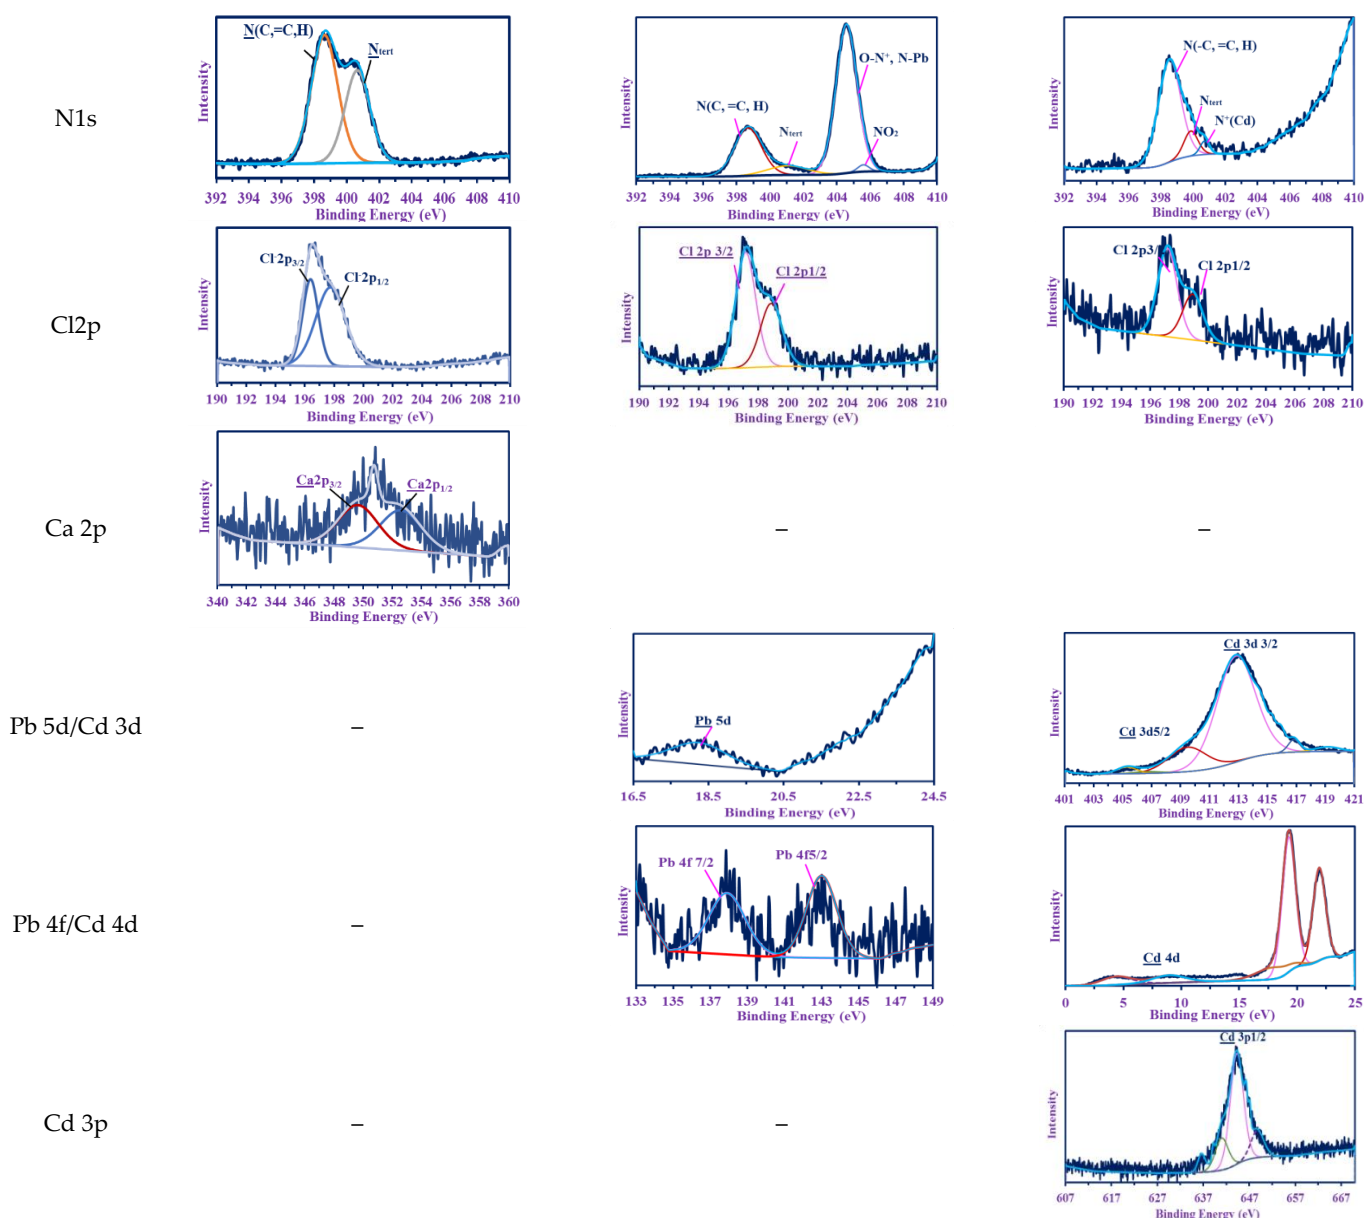 N1s
Intensity
N(C,=C,H)
Ntert
392 394 396 398 400 402 404 406 408 410
Binding Energy (eV)
Intensity
N(C, =C, H)
Ntert
O-N⁺, N-Pb
NO₂
392 394 396 398 400 402 404 406 408 410
Binding Energy (eV)
Intensity
N(-C, =C, H)
Ntert
N⁺(Cd)
392 394 396 398 400 402 404 406 408 410
Binding Energy (eV)
Cl2p
Intensity
Cl2p3/2
Cl2p1/2
190 192 194 196 198 200 202 204 206 208 210
Binding Energy (eV)
Intensity
Cl 2p 3/2
Cl 2p1/2
190 192 194 196 198 200 202 204 206 208 210
Binding Energy (eV)
Intensity
Cl 2p3/
Cl 2p1/2
190 192 194 196 198 200 202 204 206 208 210
Binding Energy (eV)
Ca 2p
Intensity
Ca2p3/2
Ca2p1/2
340 342 344 346 348 350 352 354 356 358 360
Binding Energy (eV)
–
–
Pb 5d/Cd 3d
–
Intensity
Pb 5d
16.5 18.5 20.5 22.5 24.5
Binding Energy (eV)
Intensity
Cd 3d 3/2
Cd 3d5/2
401 403 405 407 409 411 413 415 417 419 421
Binding Energy (eV)
Pb 4f/Cd 4d
–
Intensity
Pb 4f 7/2
Pb 4f5/2
133 135 137 139 141 143 145 147 149
Binding Energy (eV)
Intensity
Cd 4d
0 5 10 15 20 25
Binding Energy (eV)
Cd 3p
–
–
Intensity
Cd 3p1/2
607 617 627 637 647 657 667
Binding Energy (eV)